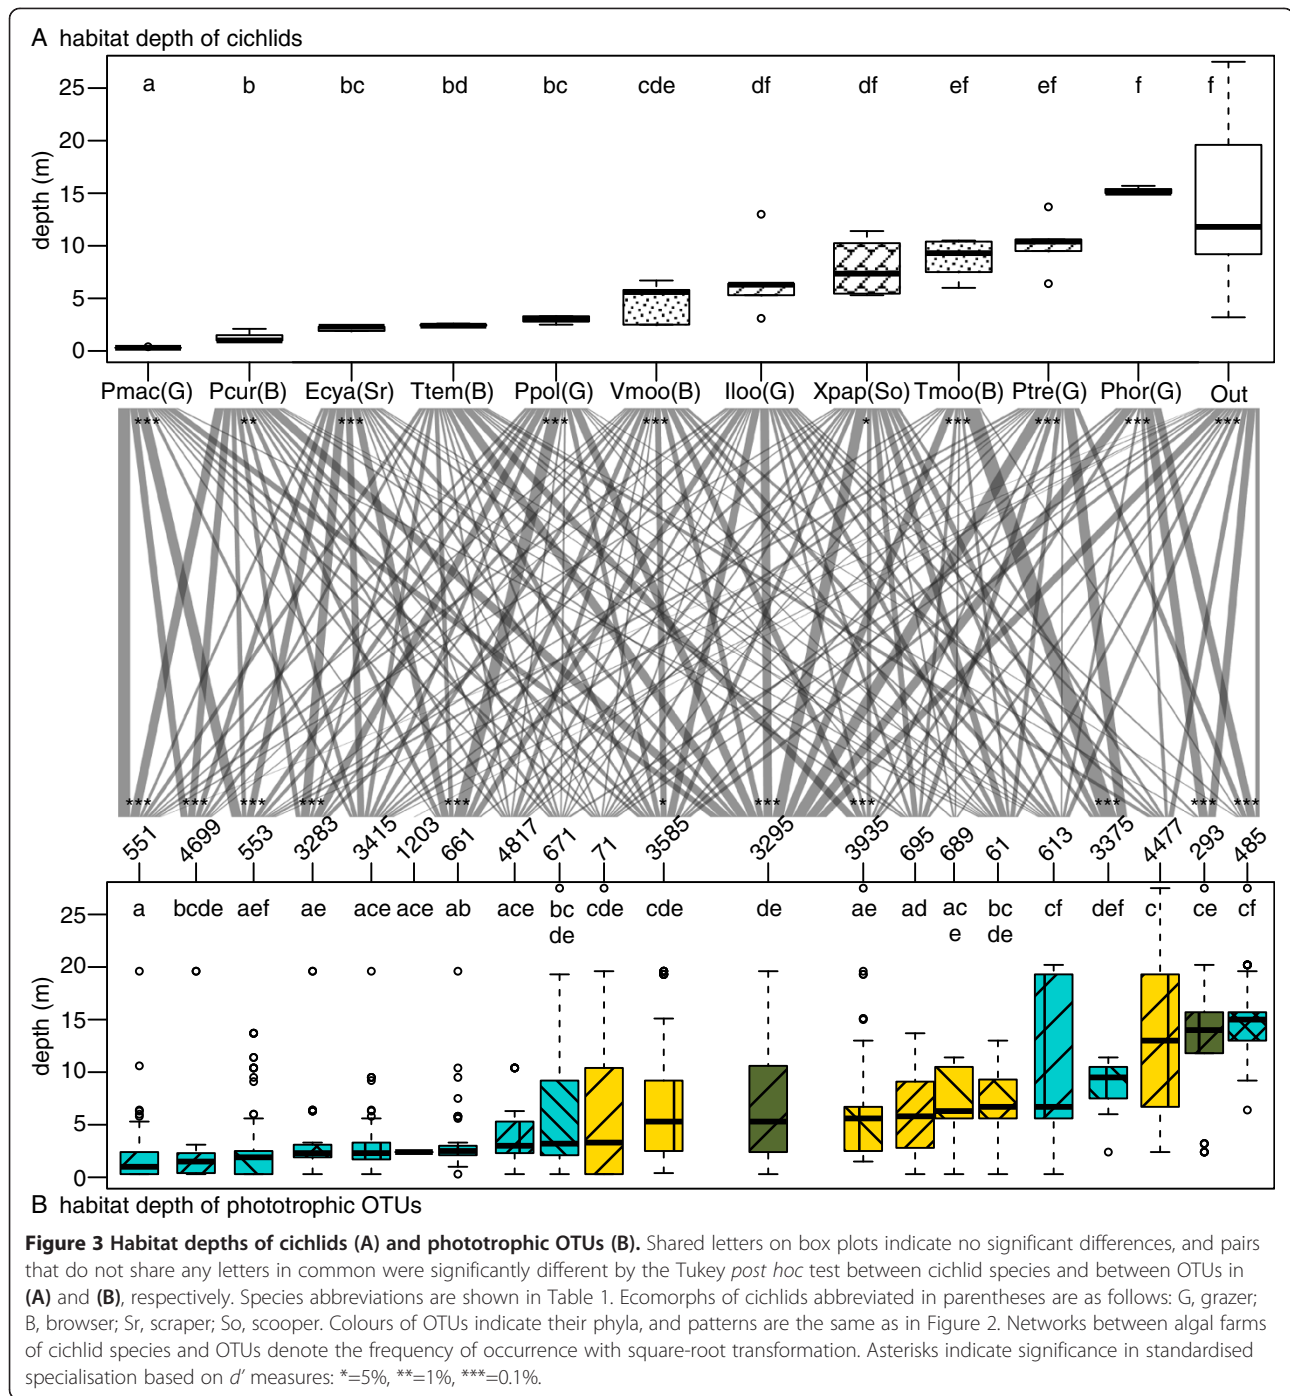 A habitat depth of cichlids
depth (m)
25
20
15
10
5
0
a b bc bd bc cde df df ef ef f f
Pmac(G) Pcur(B) Ecya(Sr) Ttem(B) Ppol(G) Vmoo(B) Iloo(G) Xpap(So) Tmoo(B) Ptre(G) Phor(G) Out
*** ** *** *** *** * *** *** *** ***
*** *** *** *** *** * *** *** *** *** ***
551 4699 553 3283 3415 1203 661 4817 671 71 3585 3295 3935 695 689 61 613 3375 4477 293 485
depth (m)
25
20
15
10
5
0
a bcde aef ae ace ace ab ace bc cde cde de ae ad ac bc cf def c ce cf
de e de
B habitat depth of phototrophic OTUs
Figure 3 Habitat depths of cichlids (A) and phototrophic OTUs (B). Shared letters on box plots indicate no significant differences, and pairs
that do not share any letters in common were significantly different by the Tukey post hoc test between cichlid species and between OTUs in
(A) and (B), respectively. Species abbreviations are shown in Table 1. Ecomorphs of cichlids abbreviated in parentheses are as follows: G, grazer;
B, browser; Sr, scraper; So, scooper. Colours of OTUs indicate their phyla, and patterns are the same as in Figure 2. Networks between algal farms
of cichlid species and OTUs denote the frequency of occurrence with square-root transformation. Asterisks indicate significance in standardised
specialisation based on d′ measures: *=5%, **=1%, ***=0.1%.